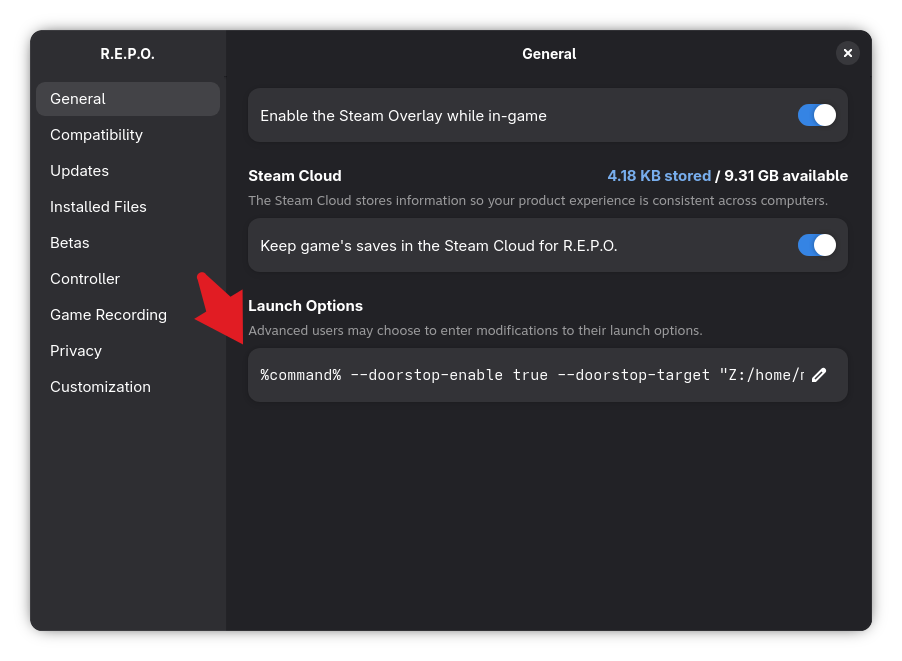 R.E.P.O.
General
Compatibility
Updates
Installed Files
Betas
Controller
Game Recording
Privacy
Customization
General
Enable the Steam Overlay while in-game
Steam Cloud 4.18 KB stored / 9.31 GB available
The Steam Cloud stores information so your product experience is consistent across computers.
Keep game's saves in the Steam Cloud for R.E.P.O.
Launch Options
Advanced users may choose to enter modifications to their launch options.
%command% --doorstop-enable true --doorstop-target "Z:/home/